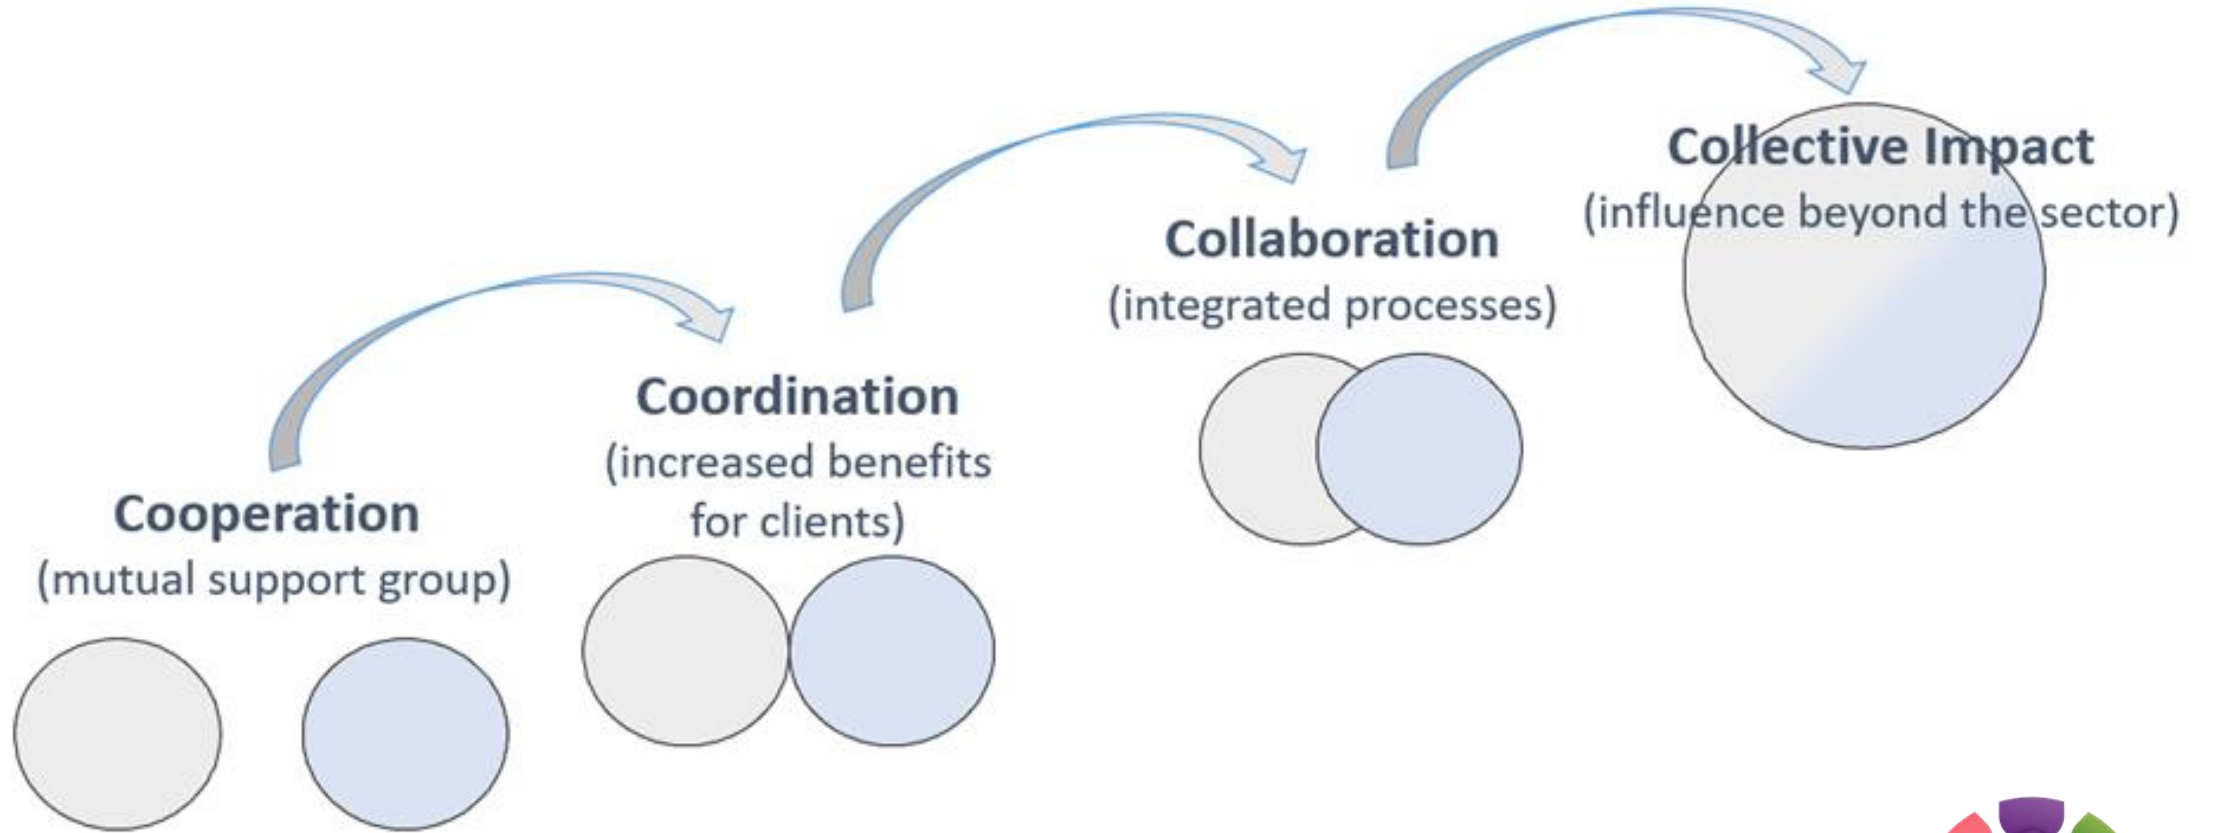 Cooperation
(mutual support group)
Coordination
(increased benefits
for clients)
Collaboration
(integrated processes)
Collective Impact
(influence beyond the sector)